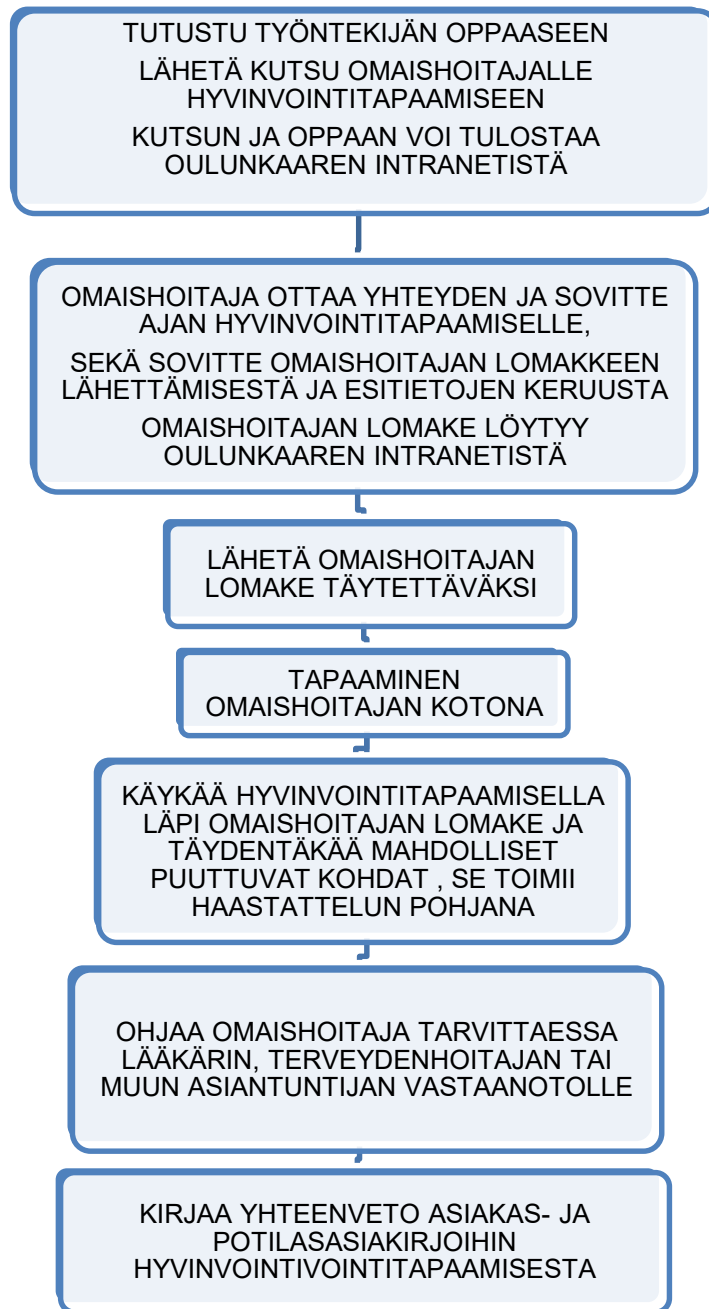 TUTUSTU TYÖNTEKIJÄN OPPAASEEN
LÄHETÄ KUTSU OMAISHOITAJALLE
HYVINVOINTITAPAAMISEEN
KUTSUN JA OPPAAN VOI TULOSTAA
OULUNKAAREN INTRANETISTÄ
OMAISHOITAJA OTTAA YHTEYDEN JA SOVITTE
AJAN HYVINVOINTITAPAAMISELLE,
SEKÄ SOVITTE OMAISHOITAJAN LOMAKKEEN
LÄHETTÄMISESTÄ JA ESITIETOJEN KERUUSTA
OMAISHOITAJAN LOMAKE LÖYTYY
OULUNKAAREN INTRANETISTÄ
LÄHETÄ OMAISHOITAJAN
LOMAKE TÄYTETTÄVÄKSI
TAPAAMINEN
OMAISHOITAJAN KOTONA
KÄYKÄÄ HYVINVOINTITAPAAMISELLA
LÄPI OMAISHOITAJAN LOMAKE JA
TÄYDENTÄKÄÄ MAHDOLLISET
PUUTTUVAT KOHDAT , SE TOIMII
HAASTATTELUN POHJANA
OHJAA OMAISHOITAJA TARVITTAESSA
LÄÄKÄRIN, TERVEYDENHOITAJAN TAI
MUUN ASIANTUNTIJAN VASTAANOTOLLE
KIRJAA YHTEENVETO ASIAKAS- JA
POTILASASIAKIRJOIHIN
HYVINVOINTIVOINTITAPAAMISESTA